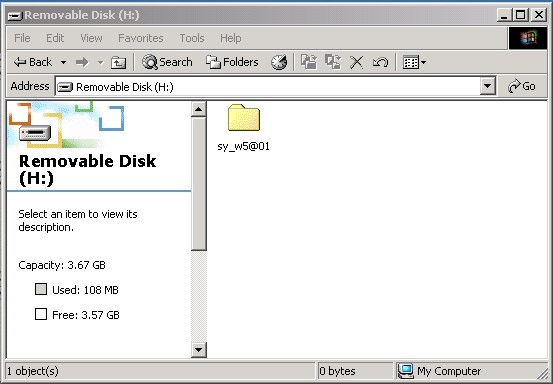 Removable Disk (H:)
File Edit View Favorites Tools Help
Back Search Folders
Address Removable Disk (H:) Go
sy_w5@01
Removable Disk
(H:)
Select an item to view its
description.
Capacity: 3.67 GB
Used: 108 MB
Free: 3.57 GB
1 object(s) 0 bytes My Computer